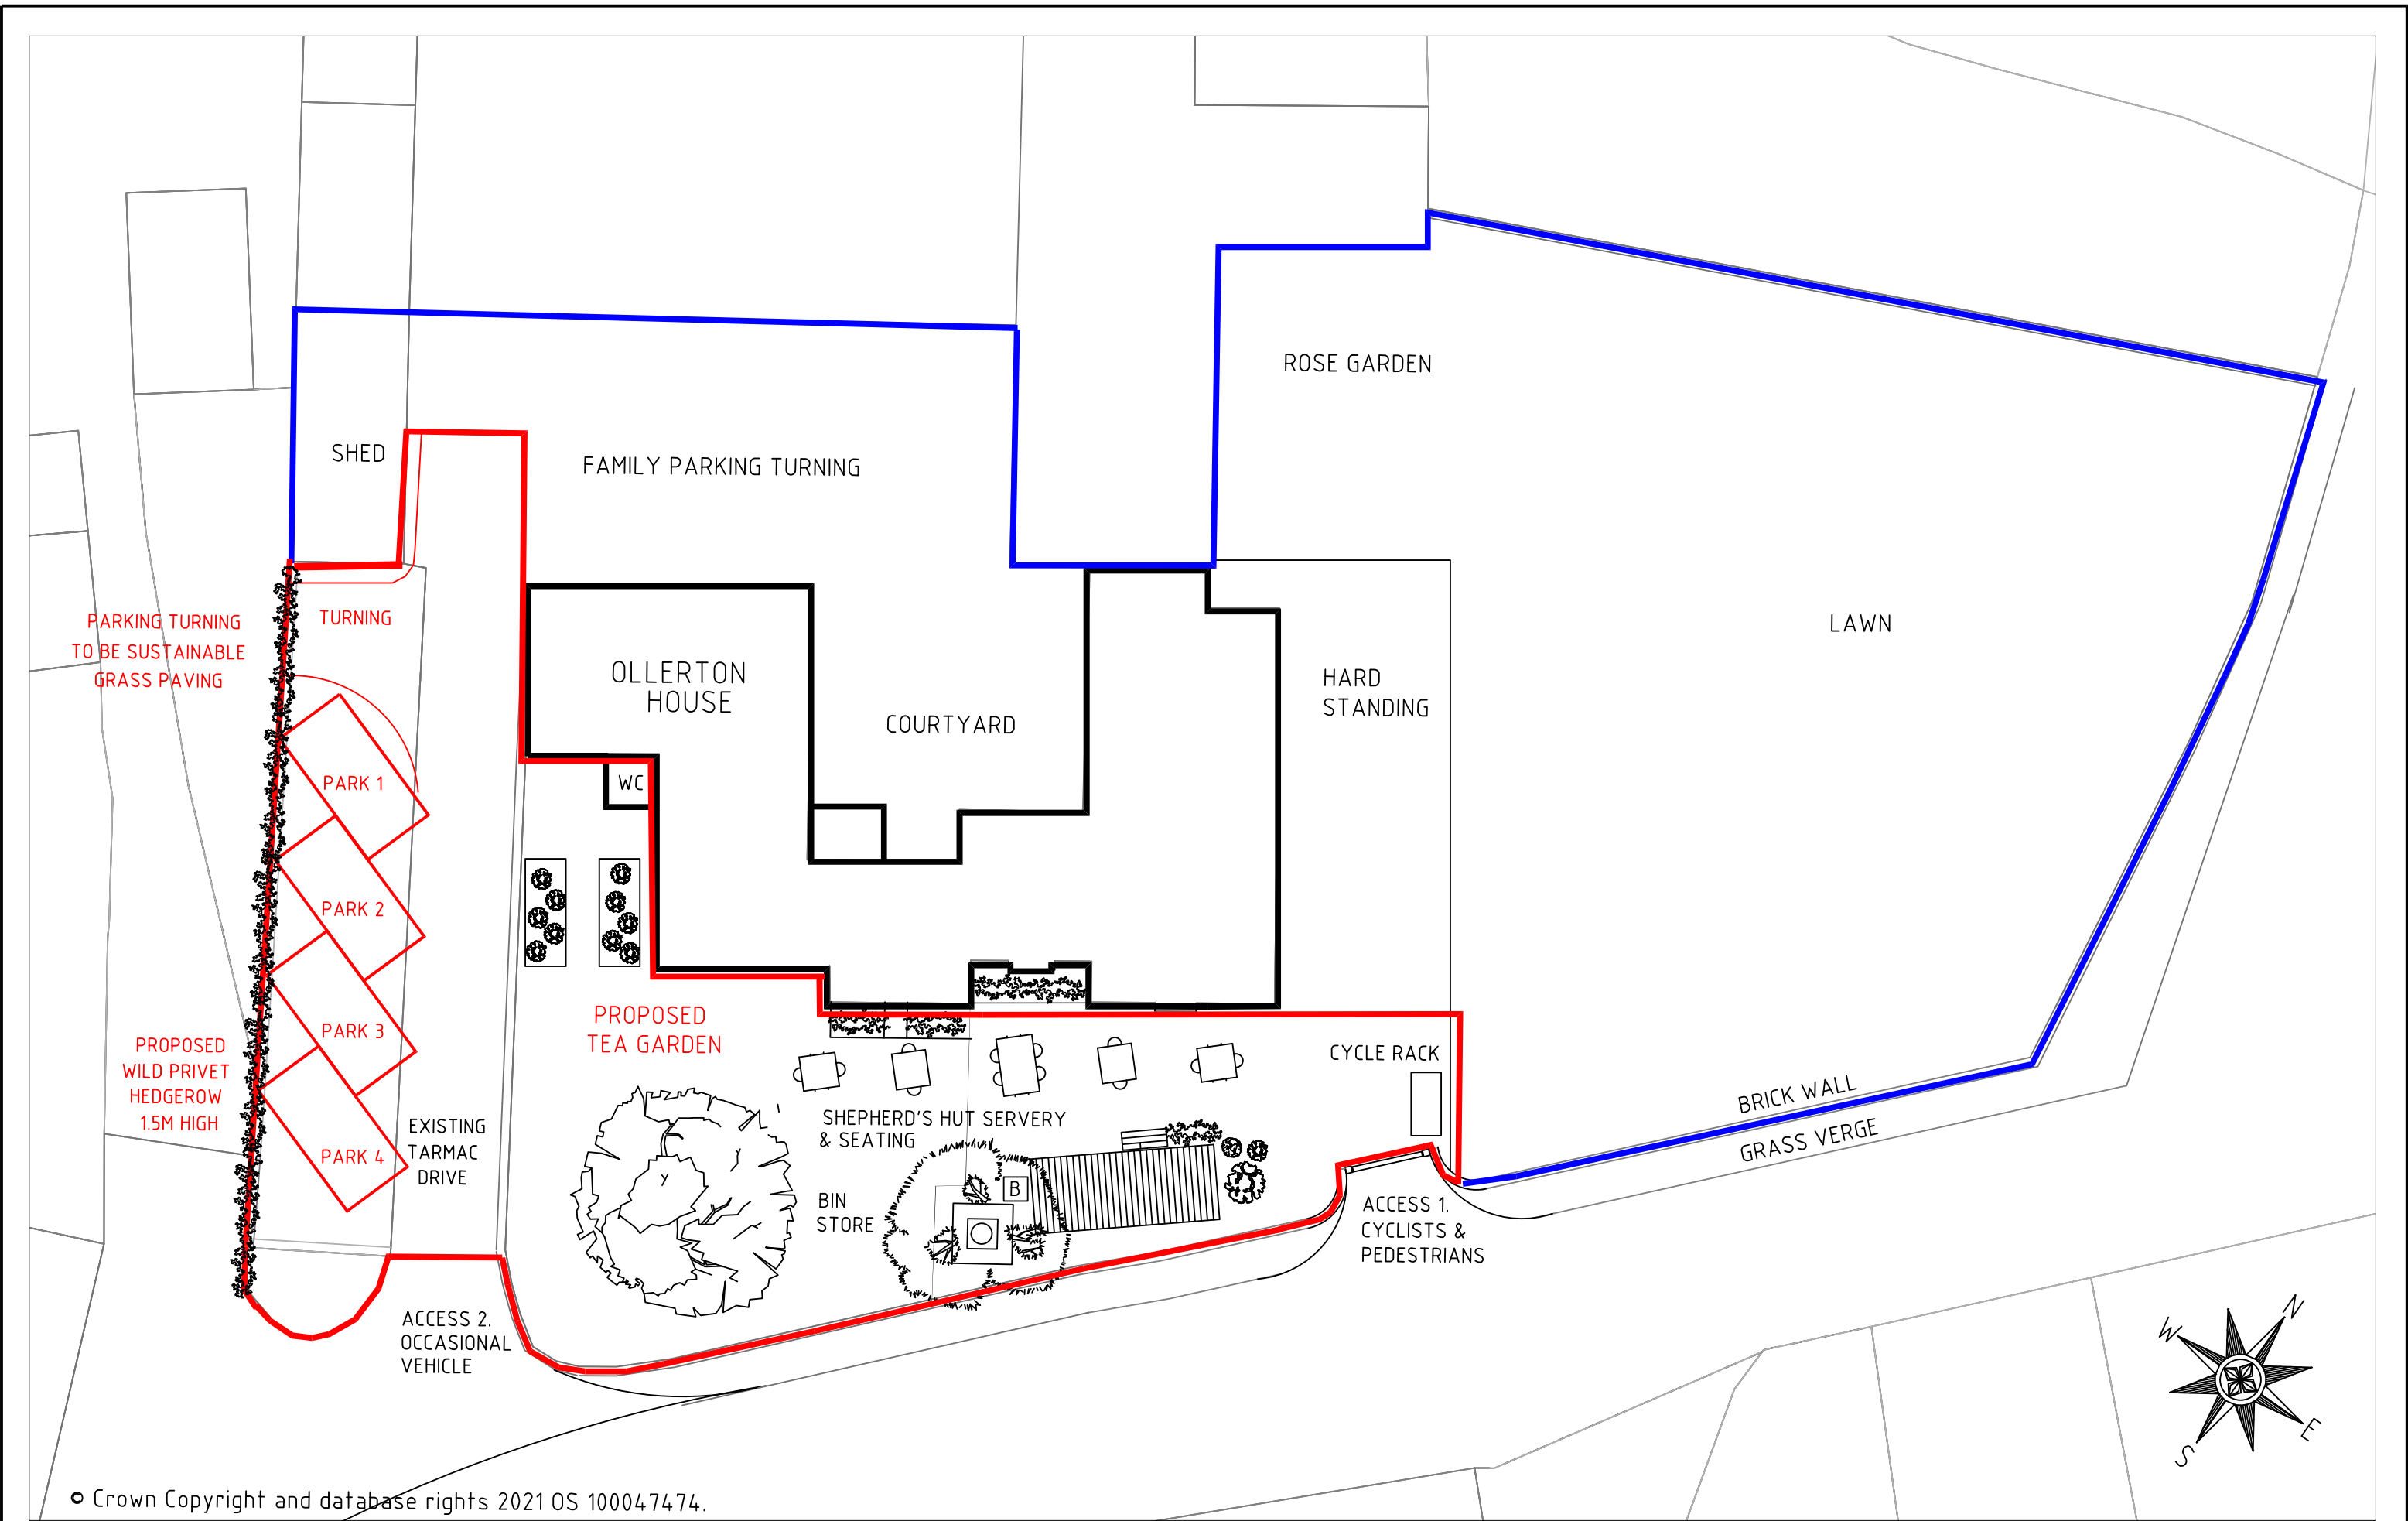 ROSE GARDEN
SHED
FAMILY PARKING TURNING
PARKING TURNING
TO BE SUSTAINABLE
GRASS PAVING
TURNING
OLLERTON
HOUSE
COURTYARD
HARD
STANDING
LAWN
PARK 1
WC
PARK 2
PARK 3
PARK 4
PROPOSED
WILD PRIVET
HEDGEROW
1.5M HIGH
EXISTING
TARMAC
DRIVE
PROPOSED
TEA GARDEN
CYCLE RACK
SHEPHERD'S HUT SERVERY
& SEATING
BIN
STORE
B
BRICK WALL
GRASS VERGE
ACCESS 1.
CYCLISTS &
PEDESTRIANS
ACCESS 2.
OCCASIONAL
VEHICLE
N
W
E
S
© Crown Copyright and database rights 2021 OS 100047474.